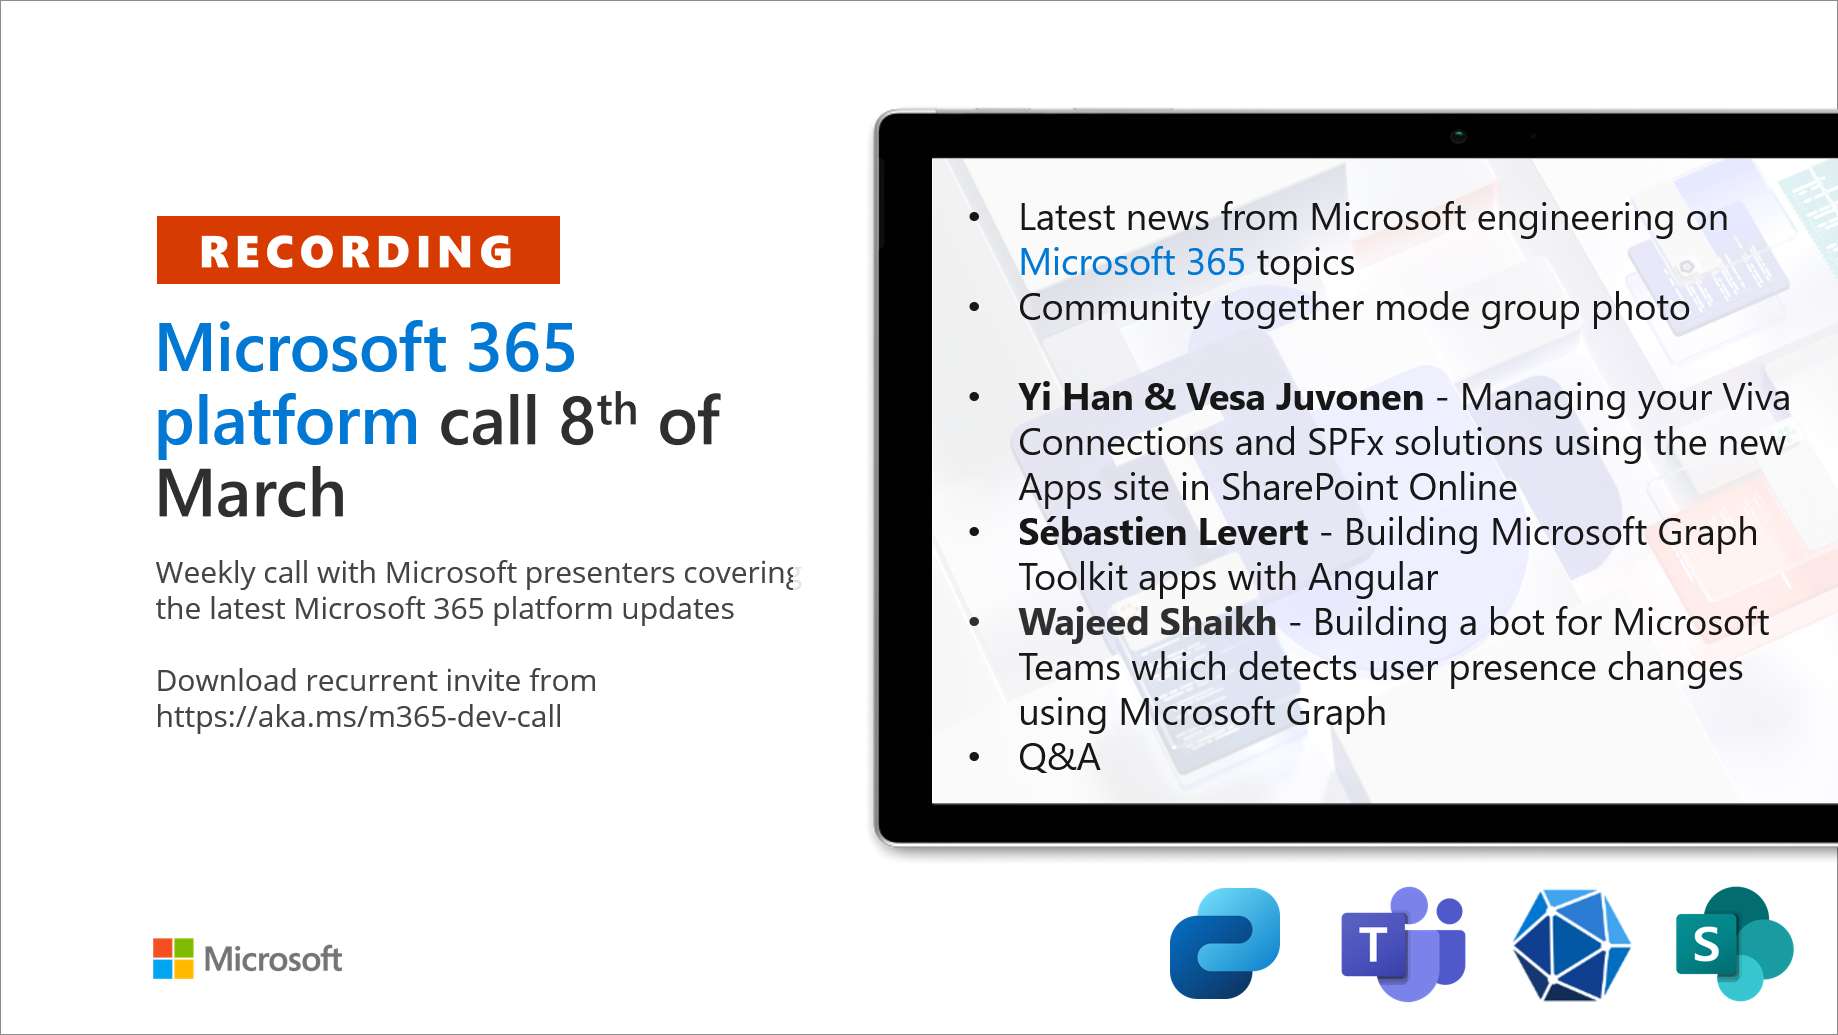 RECORDING
Microsoft 365
platform call 8th of
March
Weekly call with Microsoft presenters covering
the latest Microsoft 365 platform updates
Download recurrent invite from
https://aka.ms/m365-dev-call
Microsoft
• Latest news from Microsoft engineering on
Microsoft 365 topics
• Community together mode group photo
• Yi Han & Vesa Juvonen - Managing your Viva
Connections and SPFx solutions using the new
Apps site in SharePoint Online
• Sébastien Levert - Building Microsoft Graph
Toolkit apps with Angular
• Wajeed Shaikh - Building a bot for Microsoft
Teams which detects user presence changes
using Microsoft Graph
• Q&A
T
S